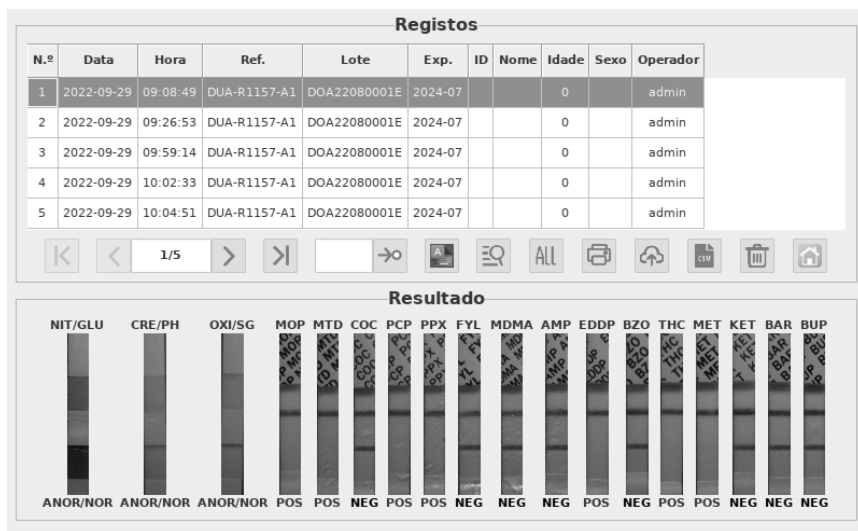 Registos
N.º Data Hora Ref. Lote Exp. ID Nome Idade Sexo Operador
1 2022-09-29 09:08:49 DUA-R1157-A1 DOA22080001E 2024-07 0 admin
2 2022-09-29 09:26:53 DUA-R1157-A1 DOA22080001E 2024-07 0 admin
3 2022-09-29 09:59:14 DUA-R1157-A1 DOA22080001E 2024-07 0 admin
4 2022-09-29 10:02:33 DUA-R1157-A1 DOA22080001E 2024-07 0 admin
5 2022-09-29 10:04:51 DUA-R1157-A1 DOA22080001E 2024-07 0 admin
1/5 A ALL CSV
Resultado
NIT/GLU CRE/PH OXI/SG MOP MTD COC PCP PPX FYL MDMA AMP EDDP BZO THC MET KET BAR BUP
ANOR/NOR ANOR/NOR ANOR/NOR POS POS NEG POS POS NEG NEG NEG POS NEG POS POS NEG NEG NEG